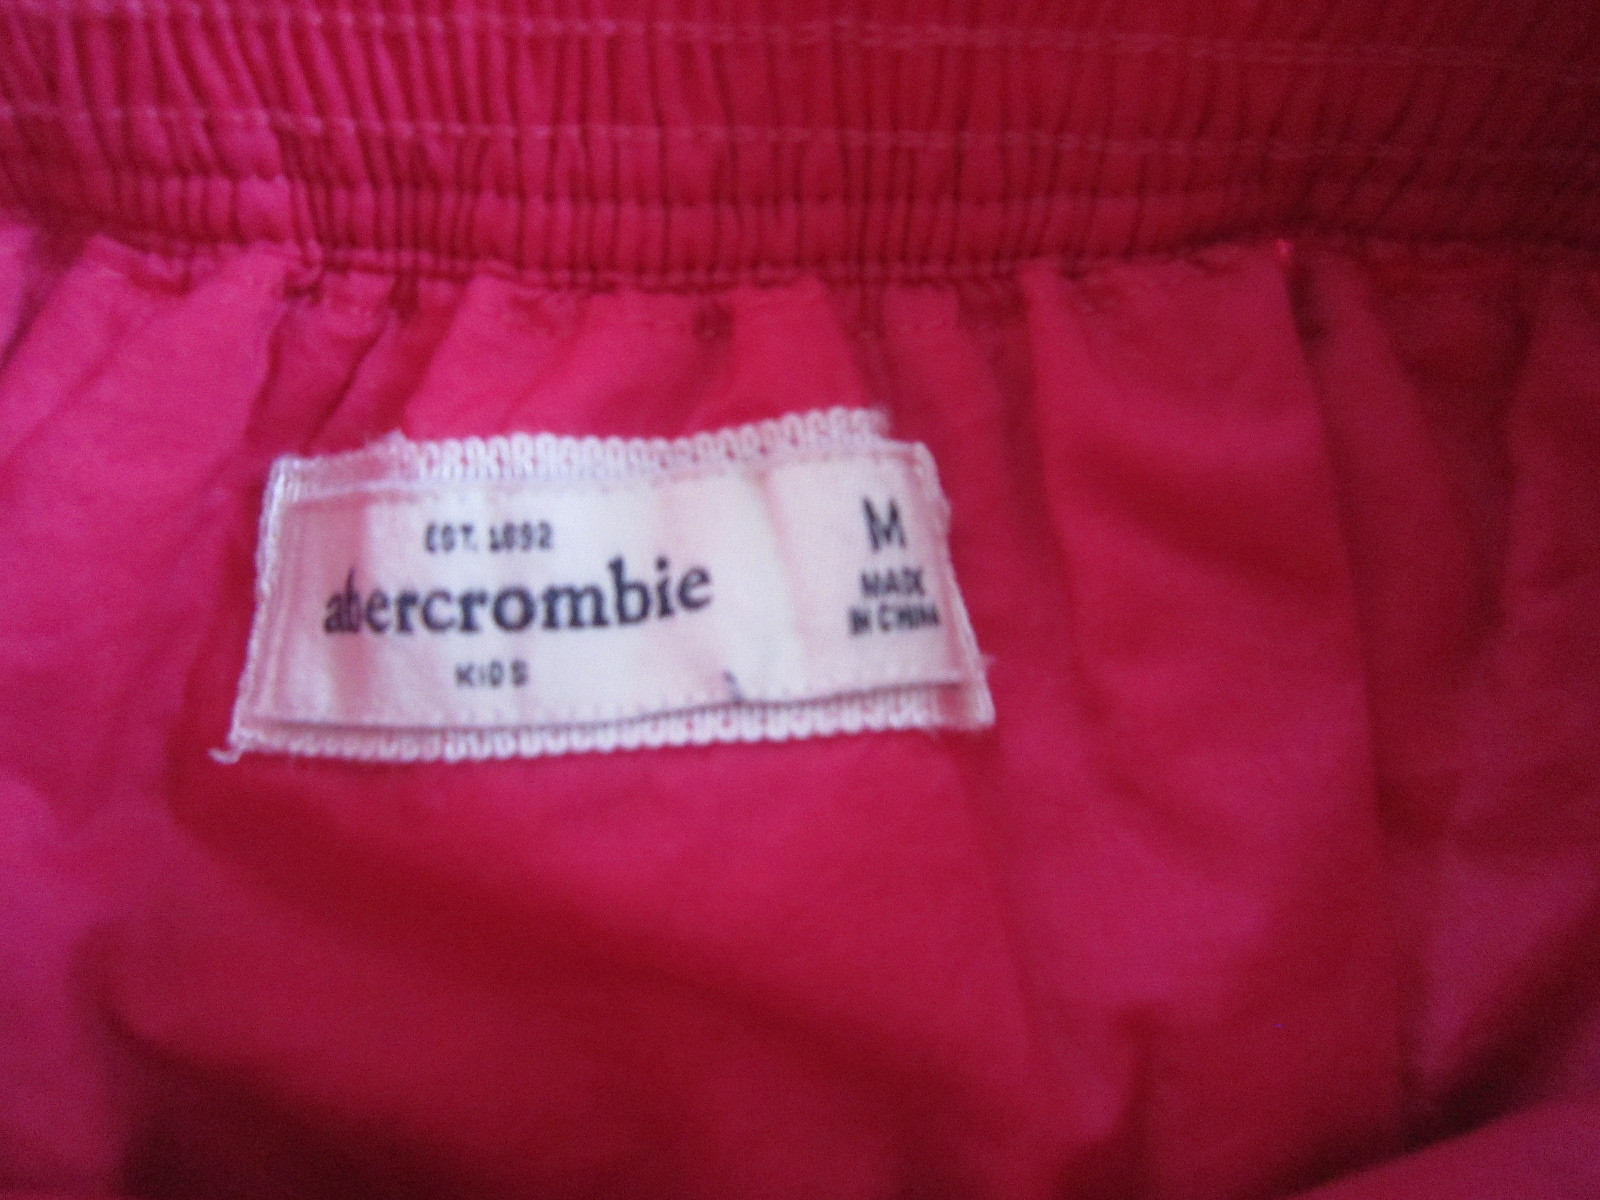 EST. 1892
abercrombie
KIDS
M
MADE
IN CHINA